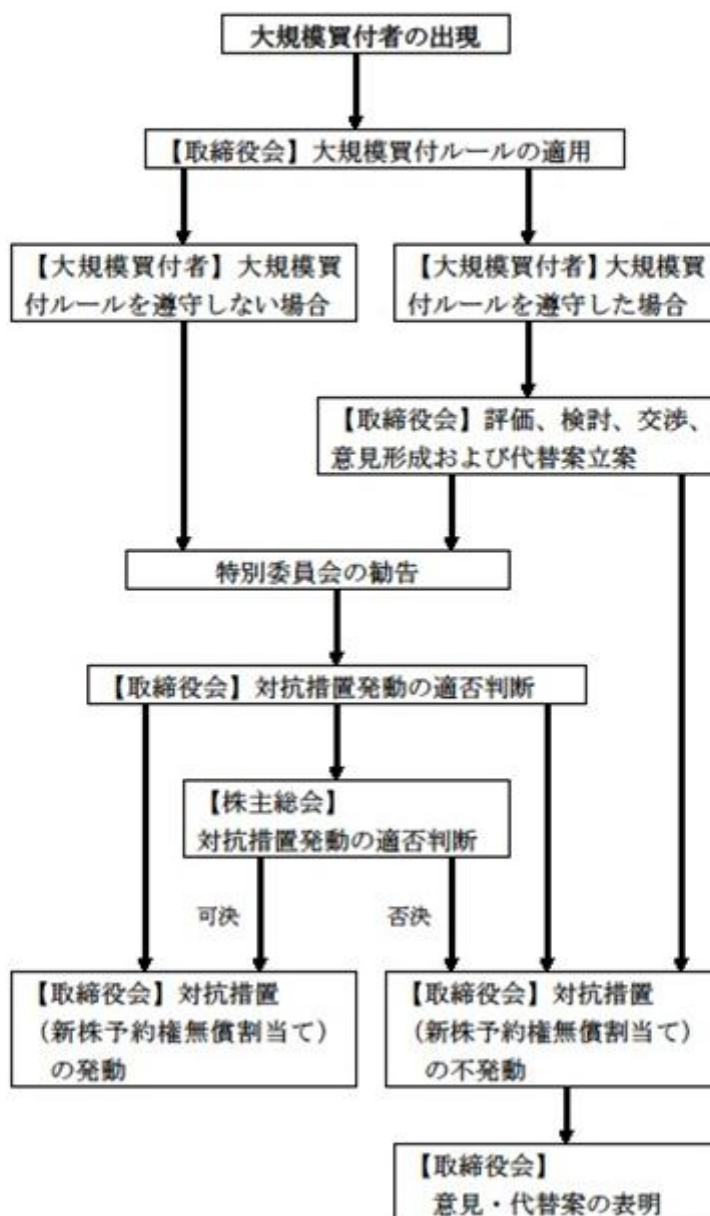 大規模買付者の出現
【取締役会】大規模買付ルールの適用
【大規模買付者】大規模買
付ルールを遵守しない場合
【大規模買付者】大規模買
付ルールを遵守した場合
【取締役会】評価、検討、交渉、
意見形成および代替案立案
特別委員会の勧告
【取締役会】対抗措置発動の適否判断
【株主総会】
対抗措置発動の適否判断
可決
否決
【取締役会】対抗措置
（新株予約権無償割当て）
の発動
【取締役会】対抗措置
（新株予約権無償割当て）
の不発動
【取締役会】
意見・代替案の表明